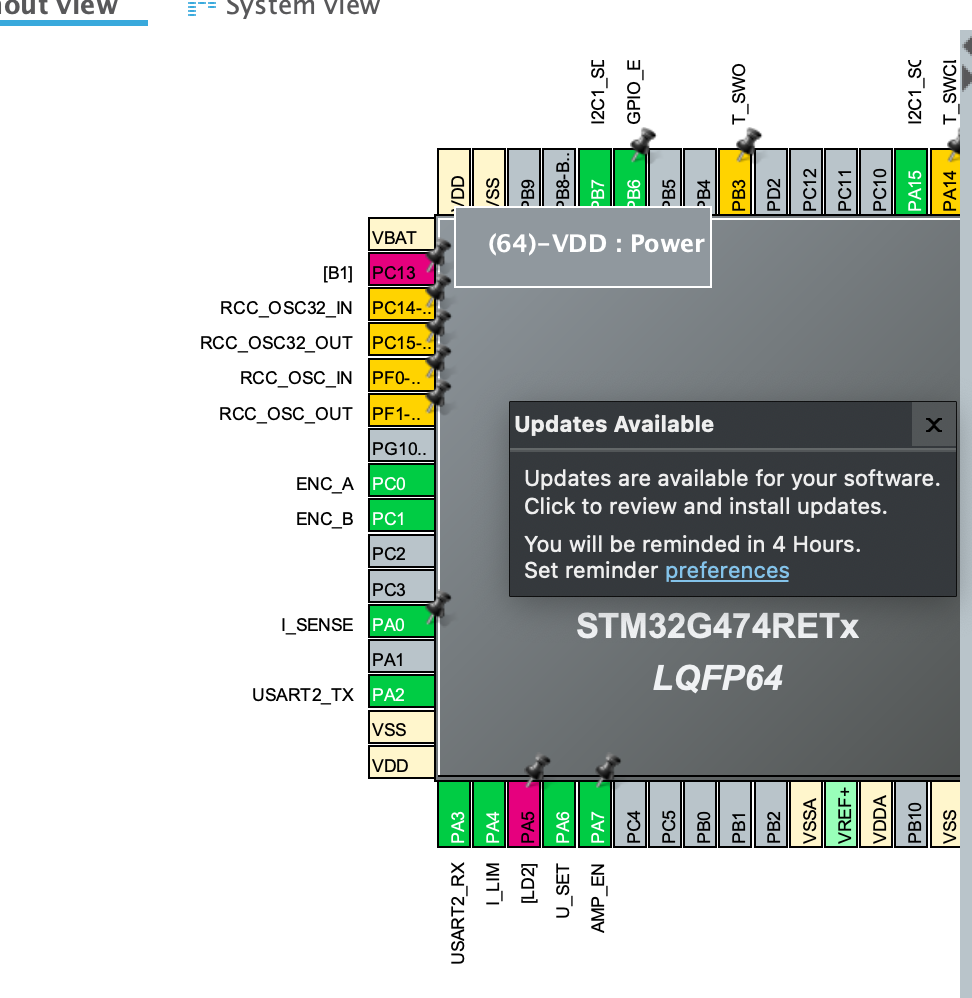 System view
I2C1_SD
GPIO_E
T_SWO
I2C1_SC
VDD
VSS
PB9
PB8-B..
PB7
PB6
PB5
PB4
PB3
PD2
PC12
PC11
PC10
PA15
PA14
(64)-VDD : Power
VBAT
[B1] PC13
RCC_OSC32_IN PC14-..
RCC_OSC32_OUT PC15-..
RCC_OSC_IN PF0-..
RCC_OSC_OUT PF1-..
PG10..
ENC_A PC0
ENC_B PC1
PC2
PC3
I_SENSE PA0
PA1
USART2_TX PA2
VSS
VDD
Updates Available
Updates are available for your software.
Click to review and install updates.
You will be reminded in 4 Hours.
Set reminder preferences
STM32G474RETx
LQFP64
PA3
PA4
PA5
PA6
PA7
PC4
PC5
PB0
PB1
PB2
VSSA
VREF+
VDDA
PB10
VSS
USART2_RX
I_LIM
[LD2]
U_SET
AMP_EN